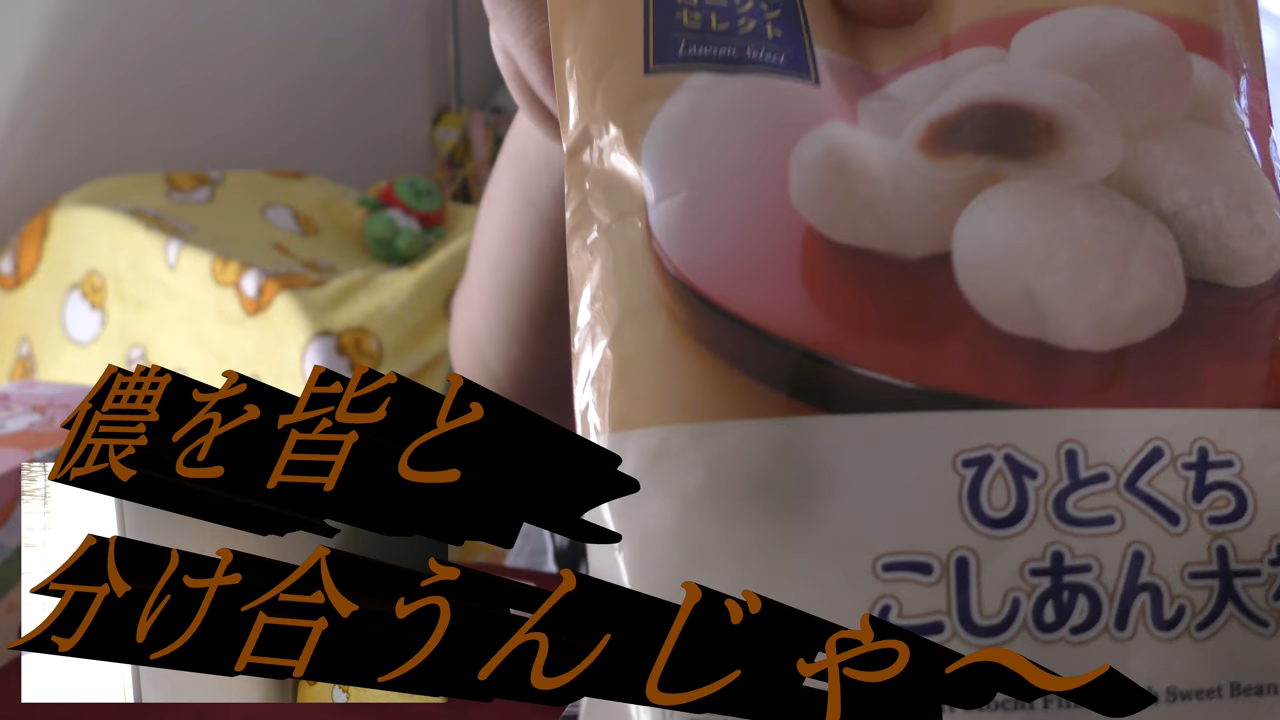 ローソン
セレクト
Lawson Select
ひとくち
こしあん大
Sweet Bean
儂を皆と
分け合うんじゃ〜